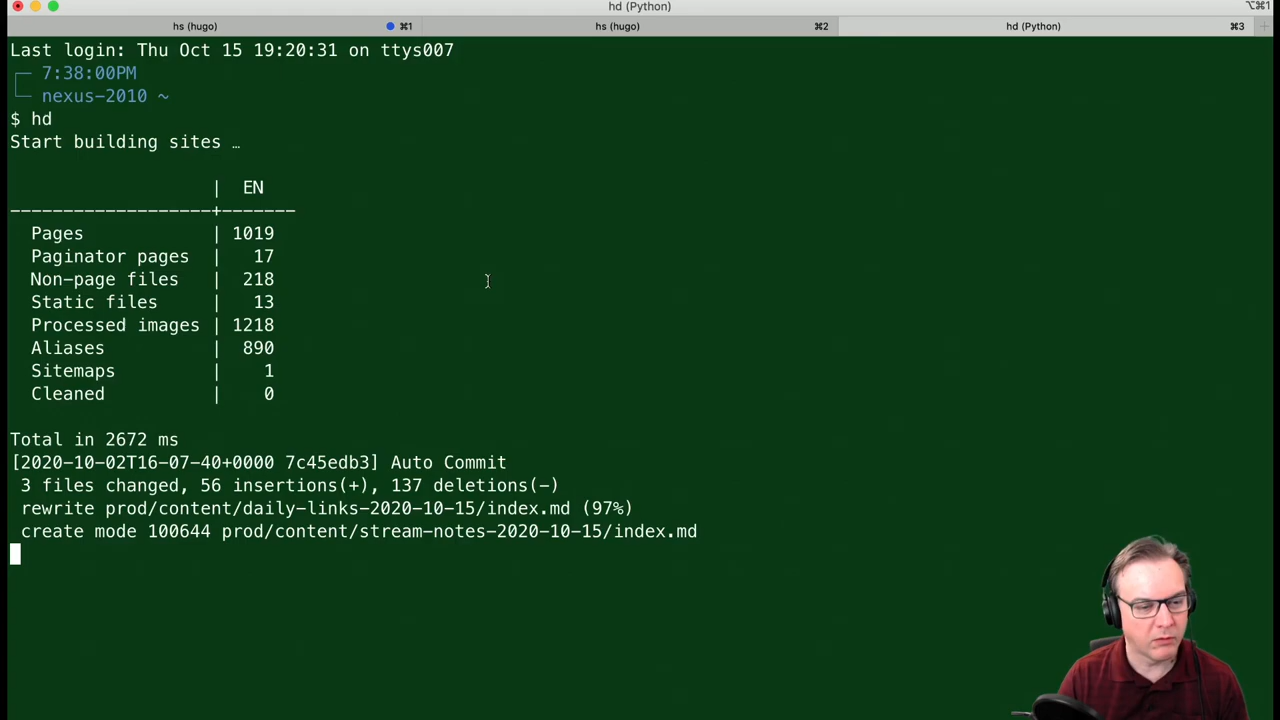 hd (Python)
⌥⌘1
hs (hugo) ⌘1
hs (hugo) ⌘2
hd (Python) ⌘3
Last login: Thu Oct 15 19:20:31 on ttys007
┌─ 7:38:00PM
└─ nexus-2010 ~
$ hd
Start building sites …
| EN
-------------------+-------
Pages | 1019
Paginator pages | 17
Non-page files | 218
Static files | 13
Processed images | 1218
Aliases | 890
Sitemaps | 1
Cleaned | 0
Total in 2672 ms
[2020-10-02T16-07-40+0000 7c45edb3] Auto Commit
3 files changed, 56 insertions(+), 137 deletions(-)
rewrite prod/content/daily-links-2020-10-15/index.md (97%)
create mode 100644 prod/content/stream-notes-2020-10-15/index.md